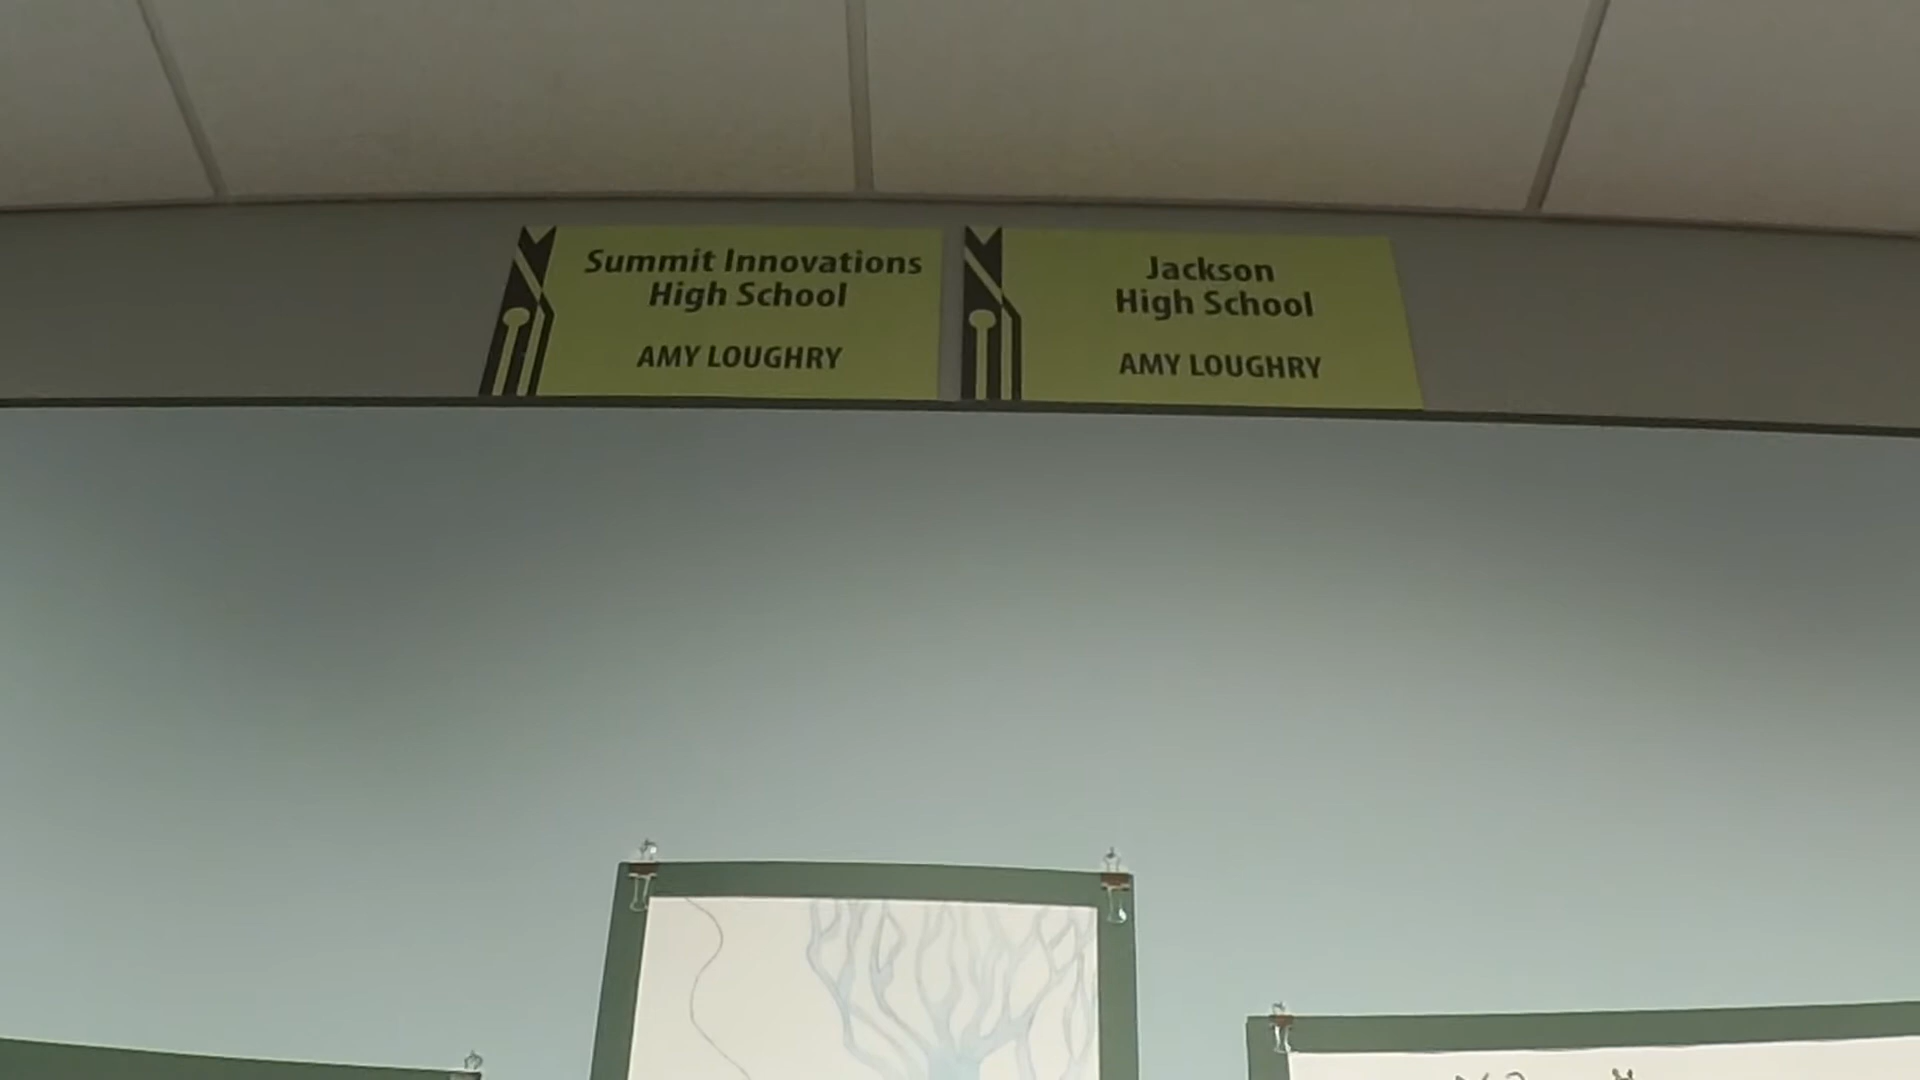 Summit Innovations
High School
AMY LOUGHRY
Jackson
High School
AMY LOUGHRY